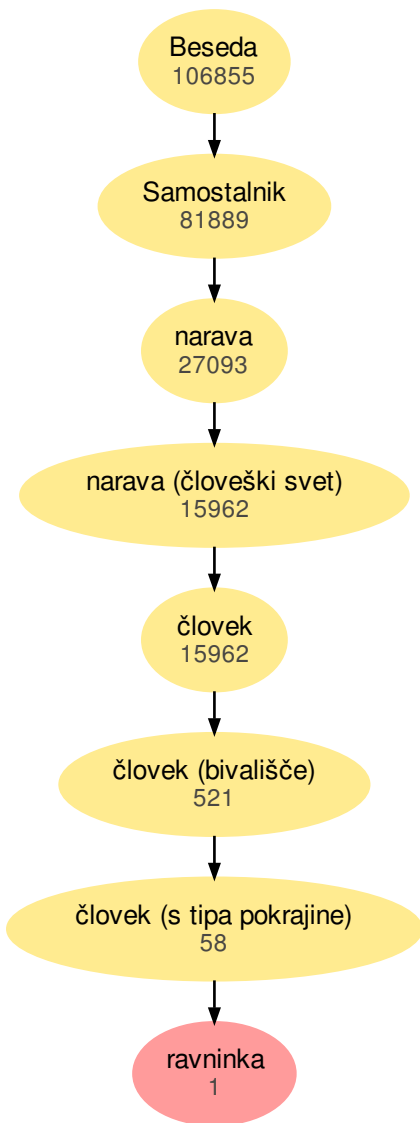 Beseda
106855
Samostalnik
81889
narava
27093
narava (človeški svet)
15962
človek
15962
človek (bivališče)
521
človek (s tipa pokrajine)
58
ravninka
1